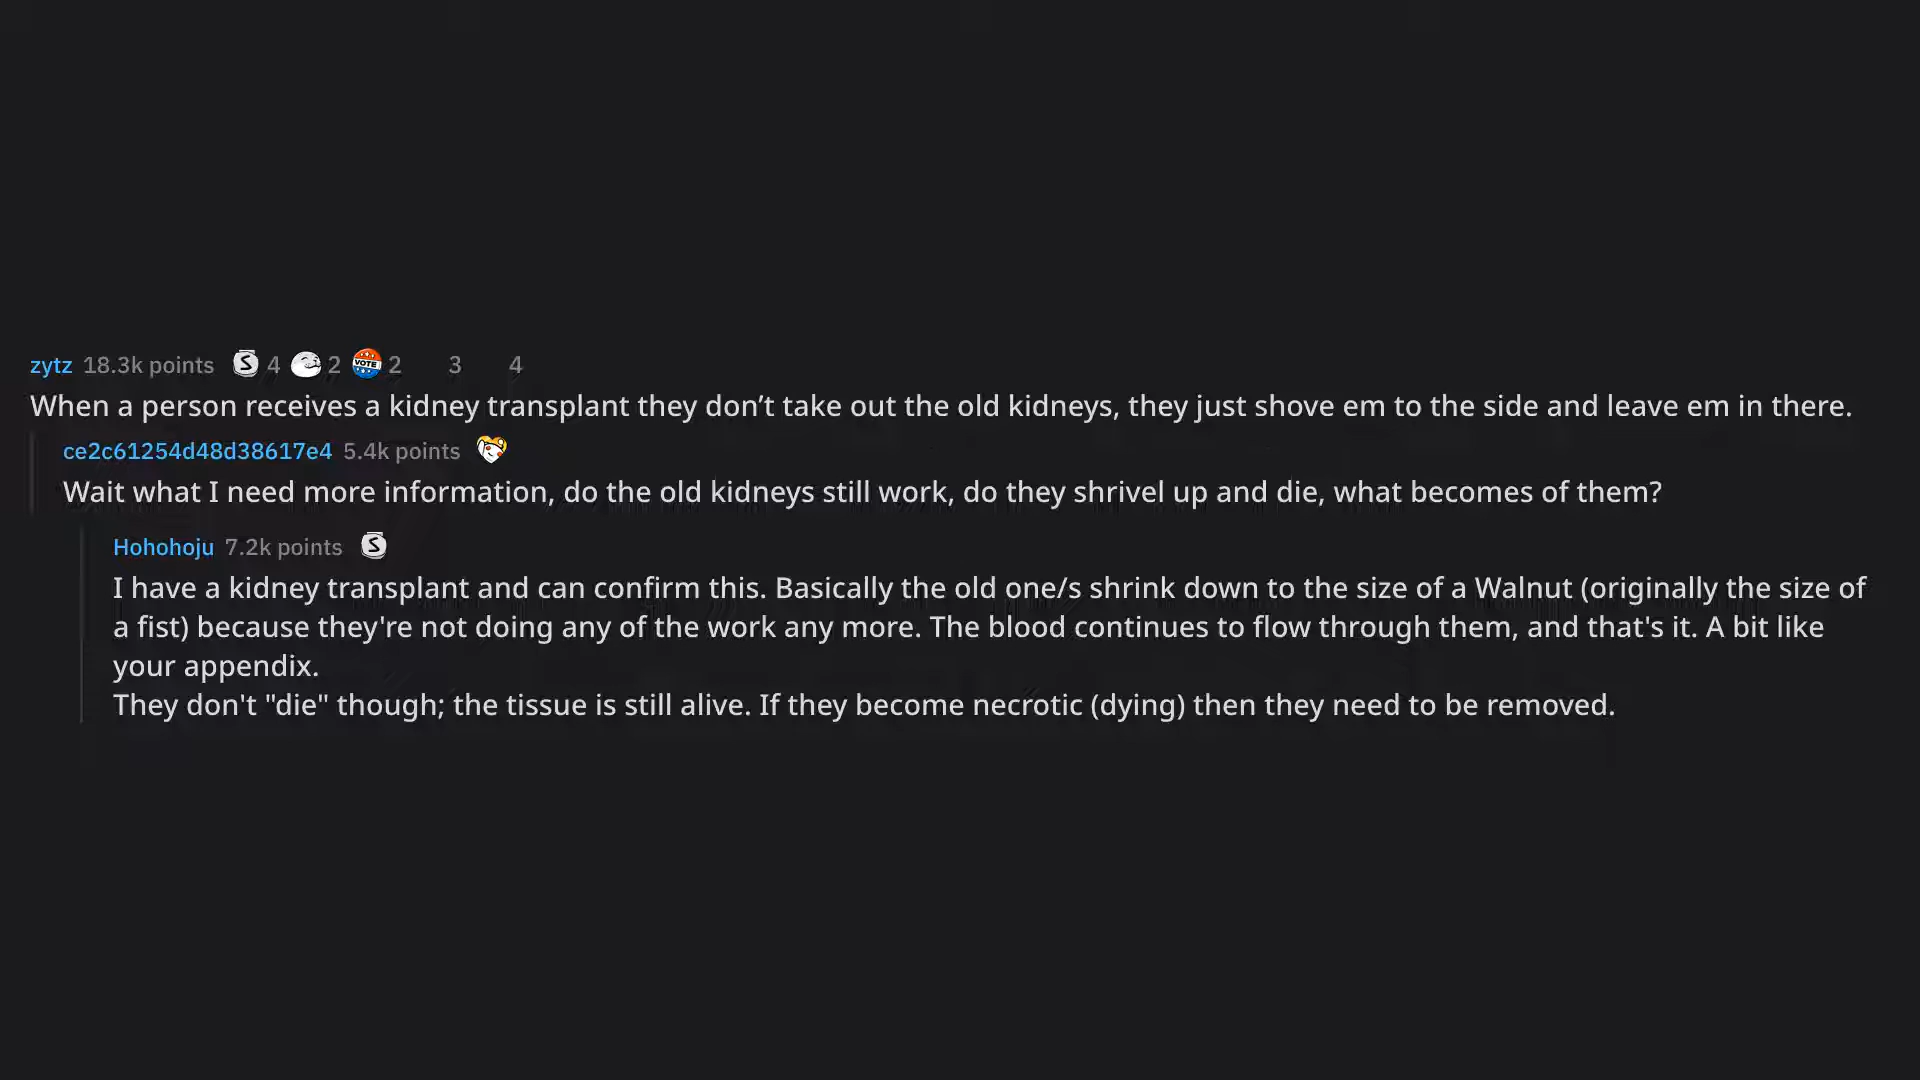 zytz 18.3k points S 4 2 VOTE 2 3 4
When a person receives a kidney transplant they don’t take out the old kidneys, they just shove em to the side and leave em in there.
ce2c61254d48d38617e4 5.4k points
Wait what I need more information, do the old kidneys still work, do they shrivel up and die, what becomes of them?
Hohohoju 7.2k points S
I have a kidney transplant and can confirm this. Basically the old one/s shrink down to the size of a Walnut (originally the size of
a fist) because they're not doing any of the work any more. The blood continues to flow through them, and that's it. A bit like
your appendix.
They don't "die" though; the tissue is still alive. If they become necrotic (dying) then they need to be removed.